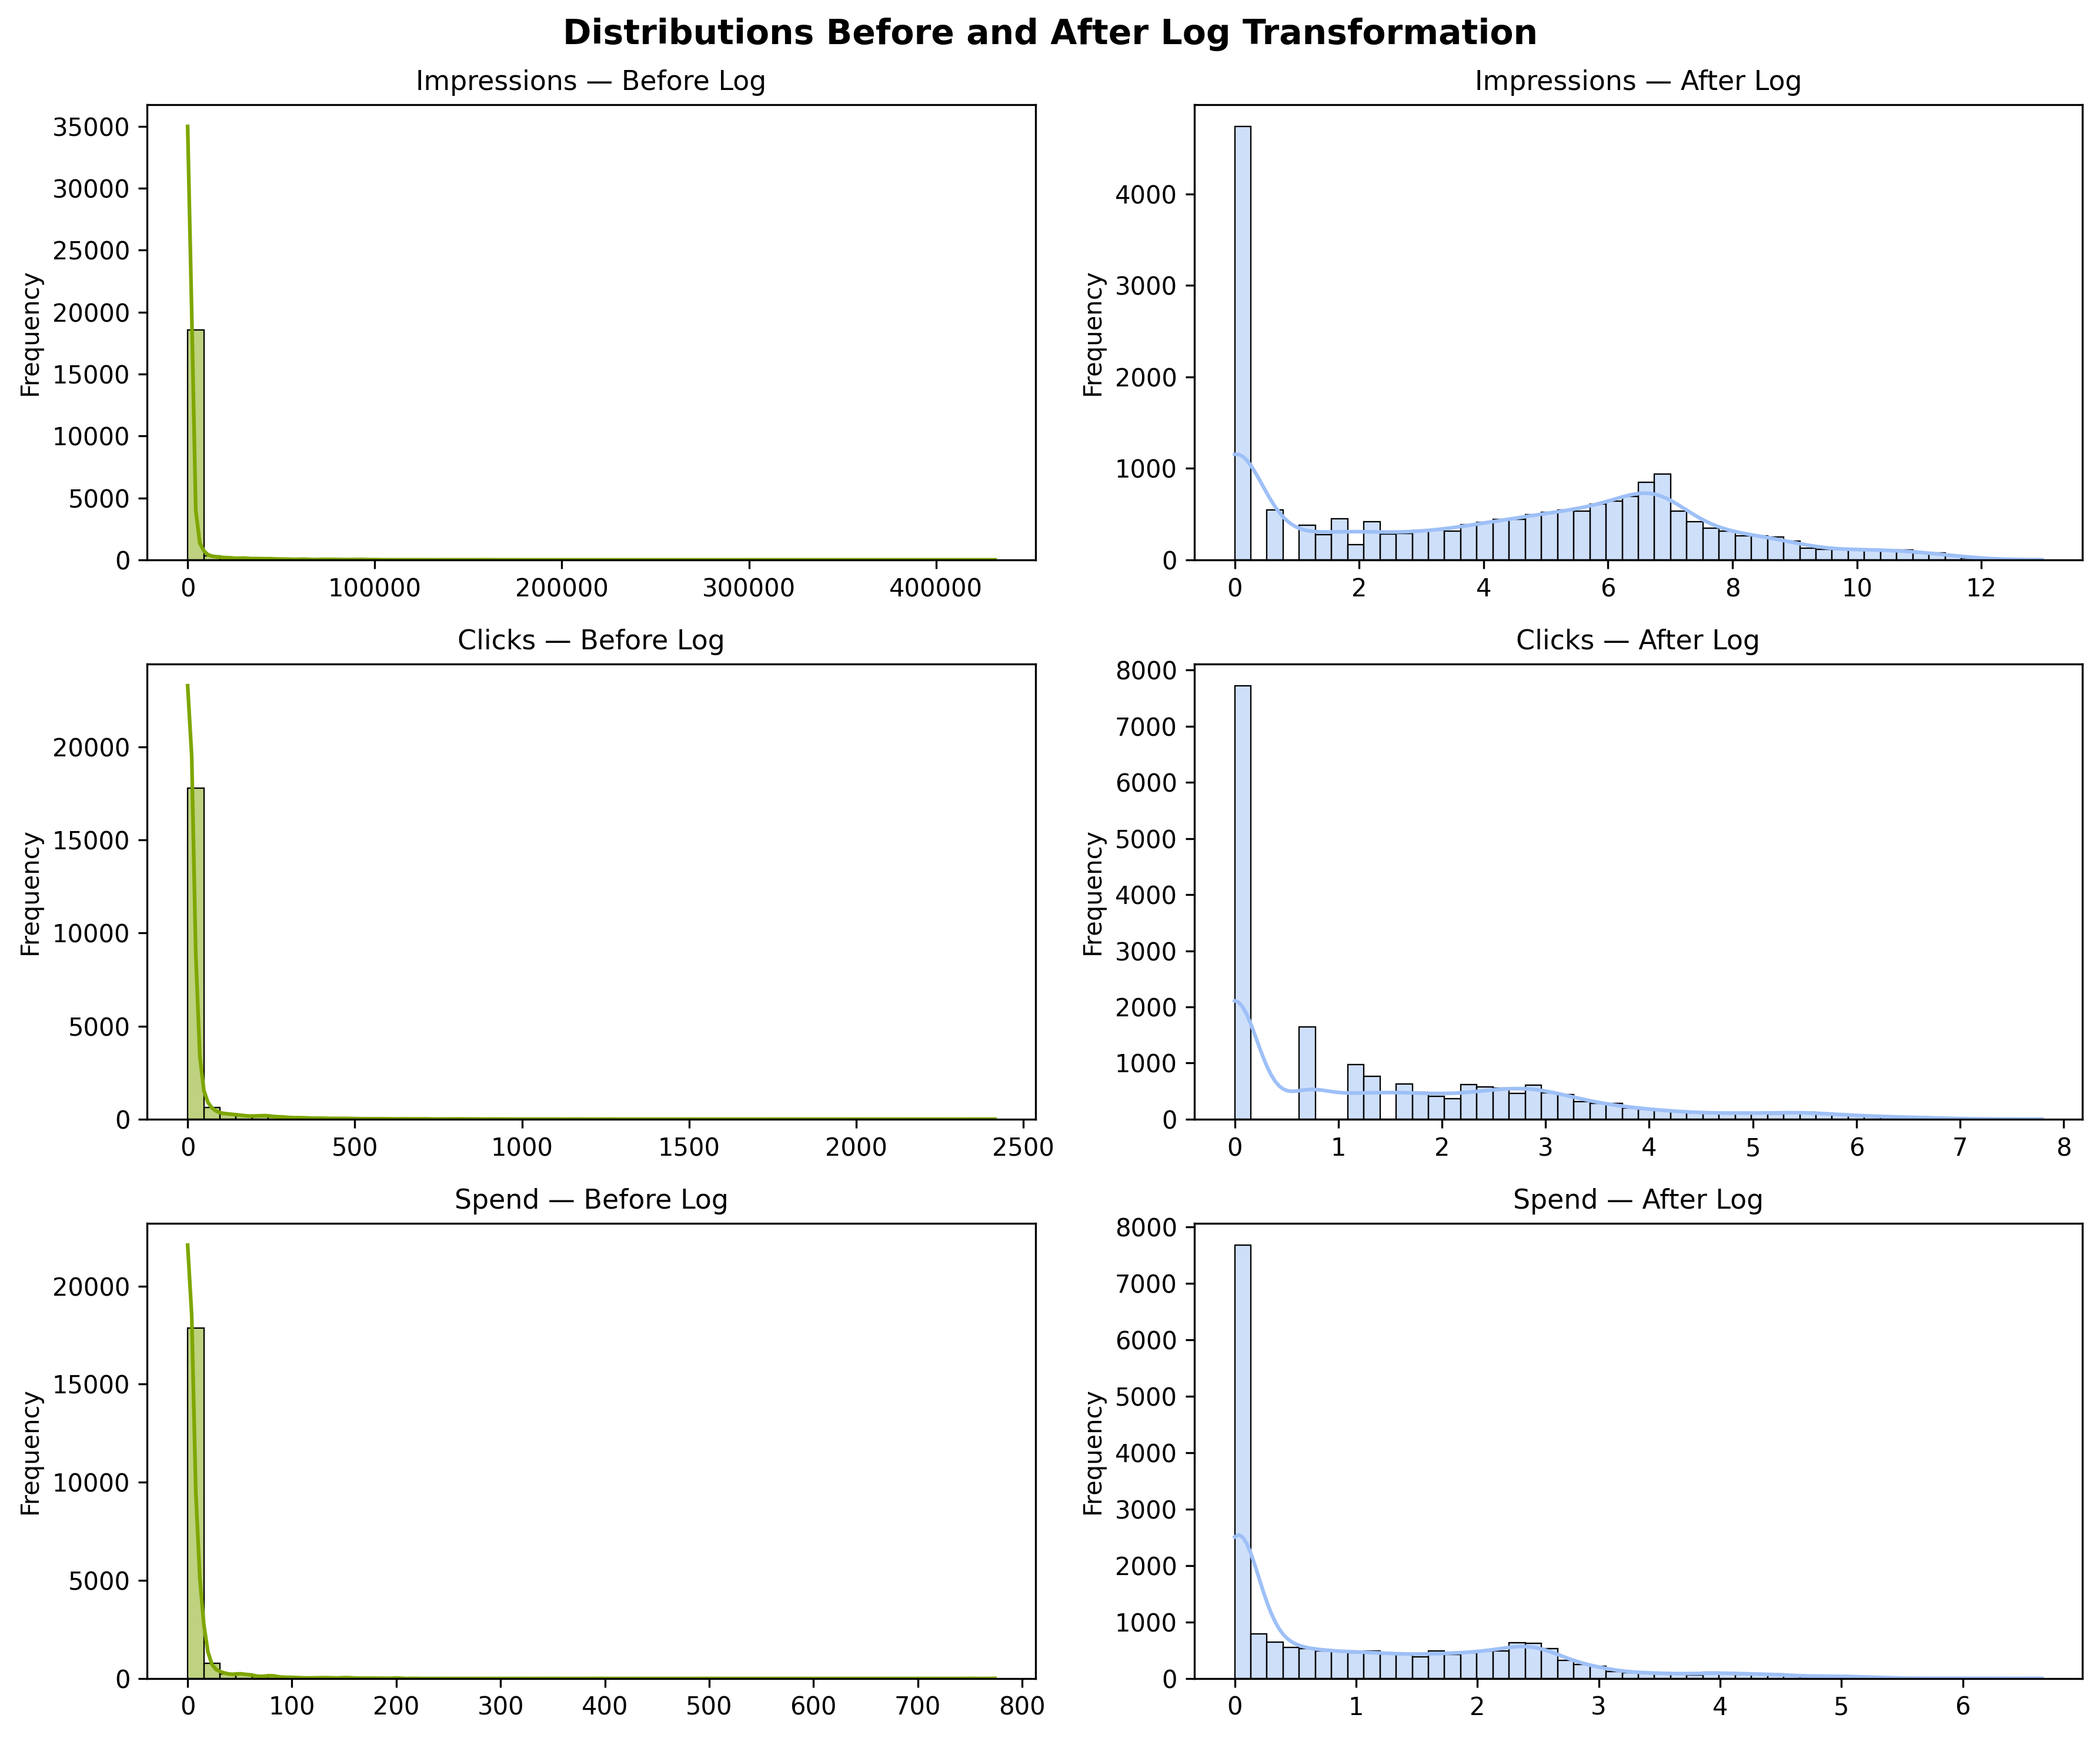 Distributions Before and After Log Transformation
Impressions — Before Log
Frequency
35000
30000
25000
20000
15000
10000
5000
0
0 100000 200000 300000 400000
Impressions — After Log
Frequency
4000
3000
2000
1000
0
0 2 4 6 8 10 12
Clicks — Before Log
Frequency
20000
15000
10000
5000
0
0 500 1000 1500 2000 2500
Clicks — After Log
Frequency
8000
7000
6000
5000
4000
3000
2000
1000
0
0 1 2 3 4 5 6 7 8
Spend — Before Log
Frequency
20000
15000
10000
5000
0
0 100 200 300 400 500 600 700 800
Spend — After Log
Frequency
8000
7000
6000
5000
4000
3000
2000
1000
0
0 1 2 3 4 5 6